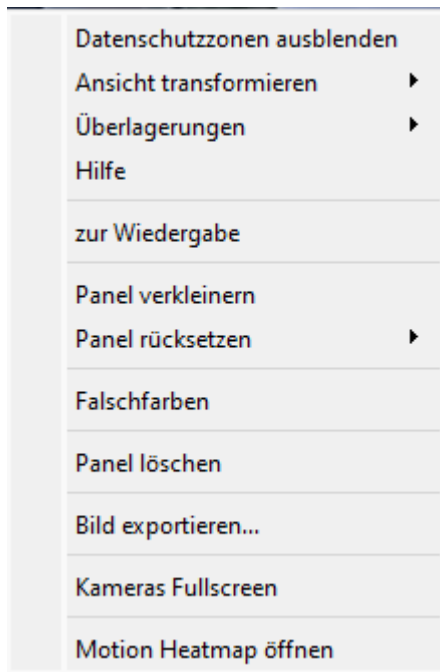 Datenschutzzonen ausblenden
Ansicht transformieren
Überlagerungen
Hilfe
zur Wiedergabe
Panel verkleinern
Panel rücksetzen
Falschfarben
Panel löschen
Bild exportieren...
Kameras Fullscreen
Motion Heatmap öffnen